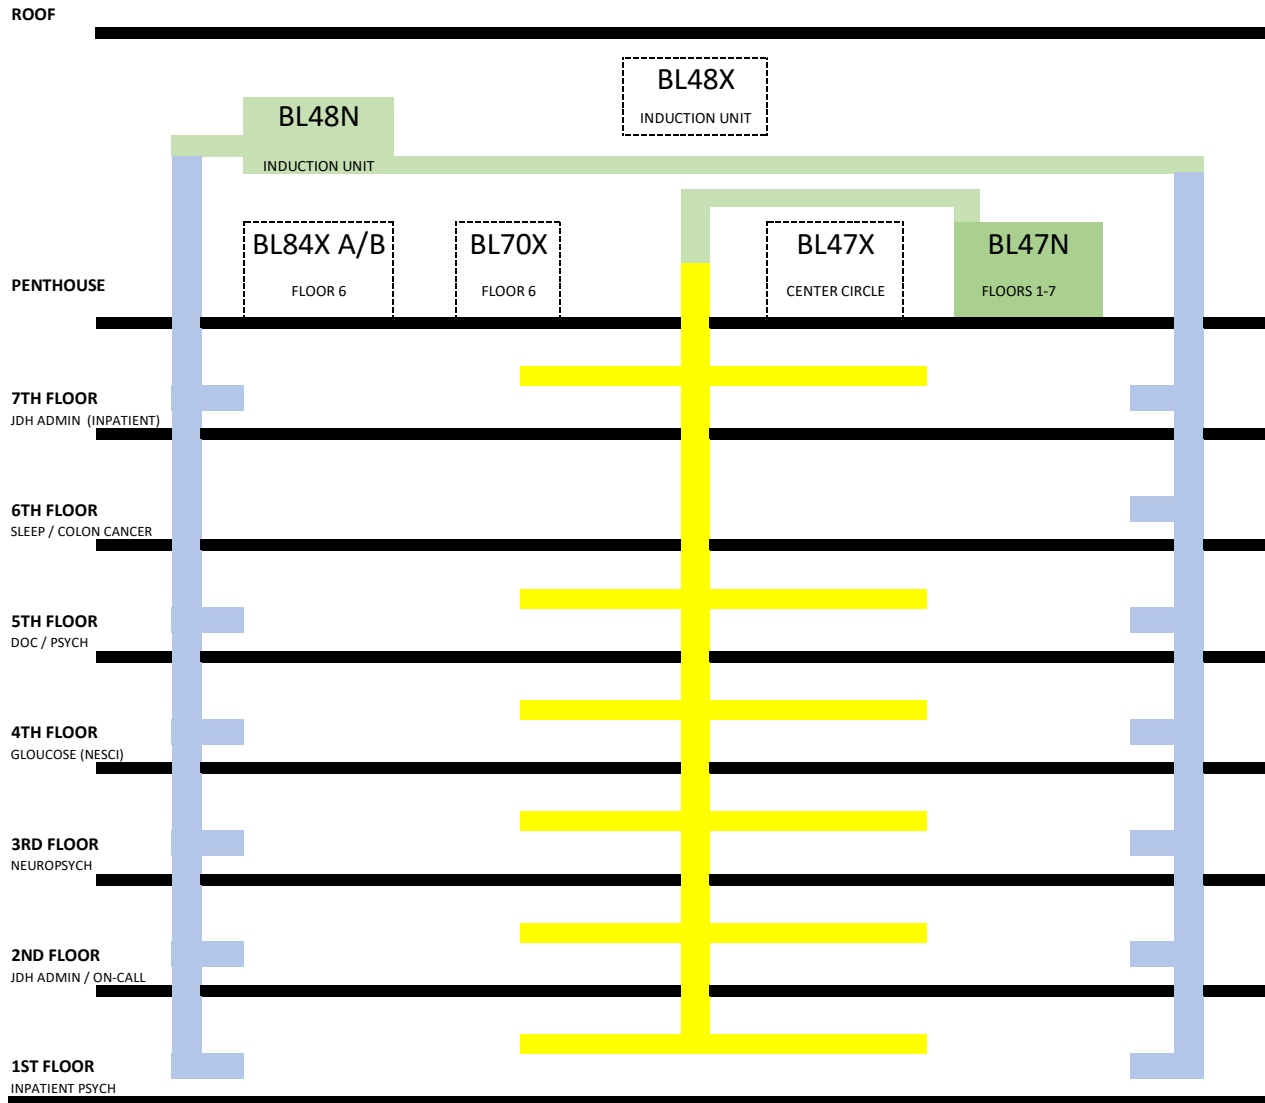 ROOF
BL48X
INDUCTION UNIT
BL48N
INDUCTION UNIT
BL84X A/B
FLOOR 6
BL70X
FLOOR 6
BL47X
CENTER CIRCLE
BL47N
FLOORS 1-7
PENTHOUSE
7TH FLOOR
JDH ADMIN  (INPATIENT)
6TH FLOOR
SLEEP / COLON CANCER
5TH FLOOR
DOC / PSYCH
4TH FLOOR
GLOUCOSE (NESCI)
3RD FLOOR
NEUROPSYCH
2ND FLOOR
JDH ADMIN / ON-CALL
1ST FLOOR
INPATIENT PSYCH